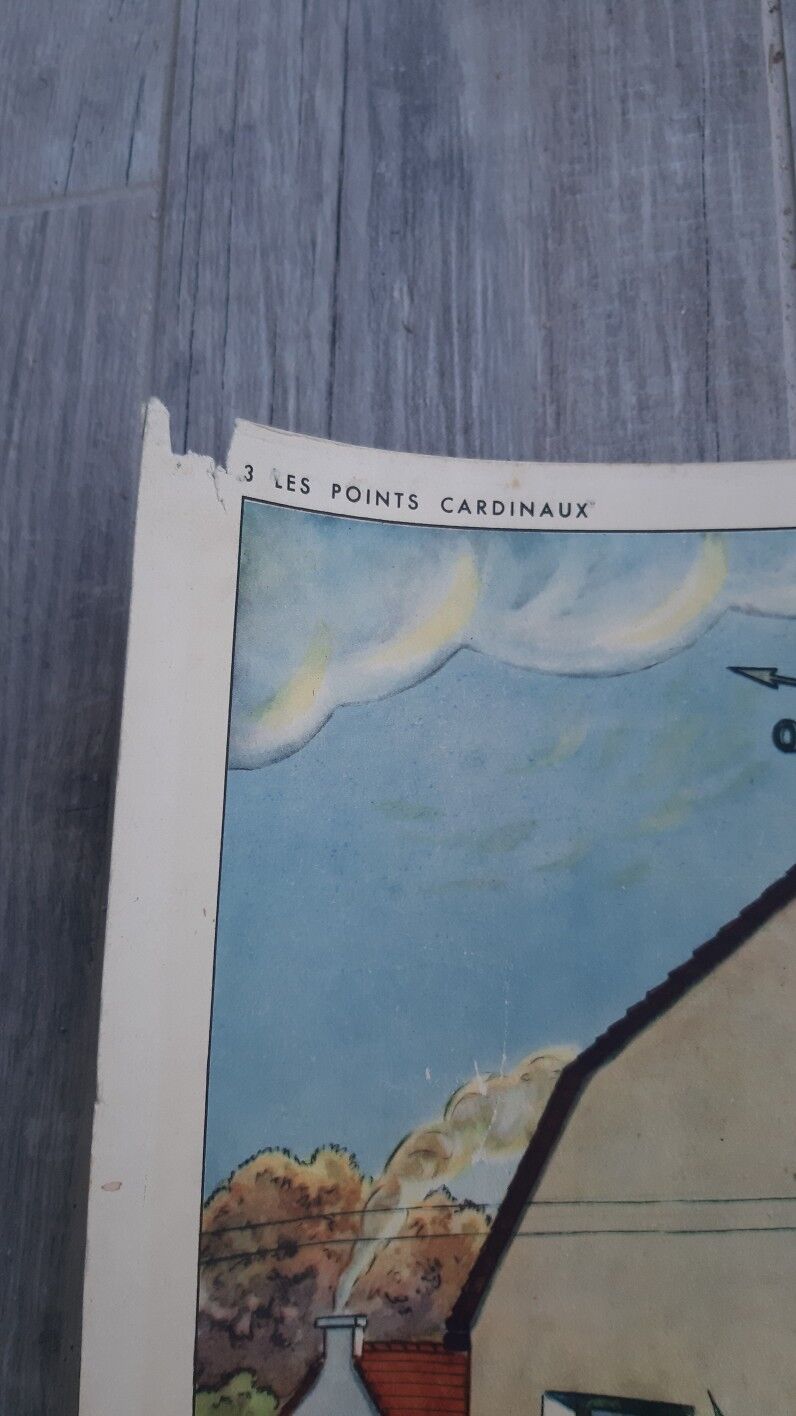 3 LES POINTS CARDINAUX
O